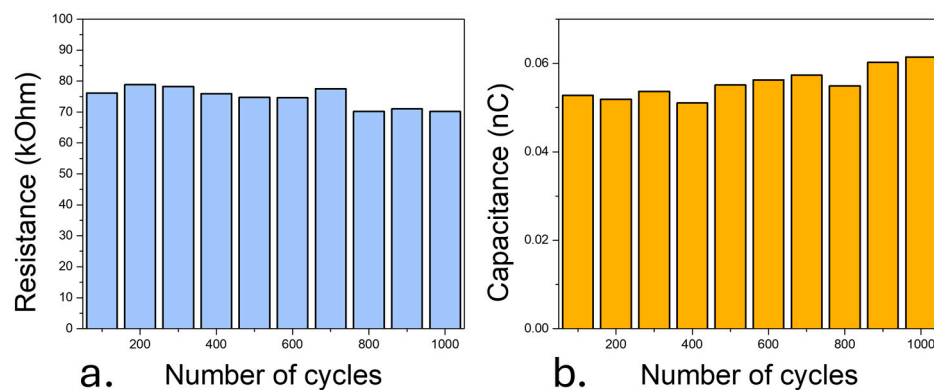 100
90
80
70
60
50
40
30
20
10
0
Resistance (kOhm)
200 400 600 800 1000
a. Number of cycles
0.06
0.04
0.02
0.00
Capacitance (nC)
200 400 600 800 1000
b. Number of cycles